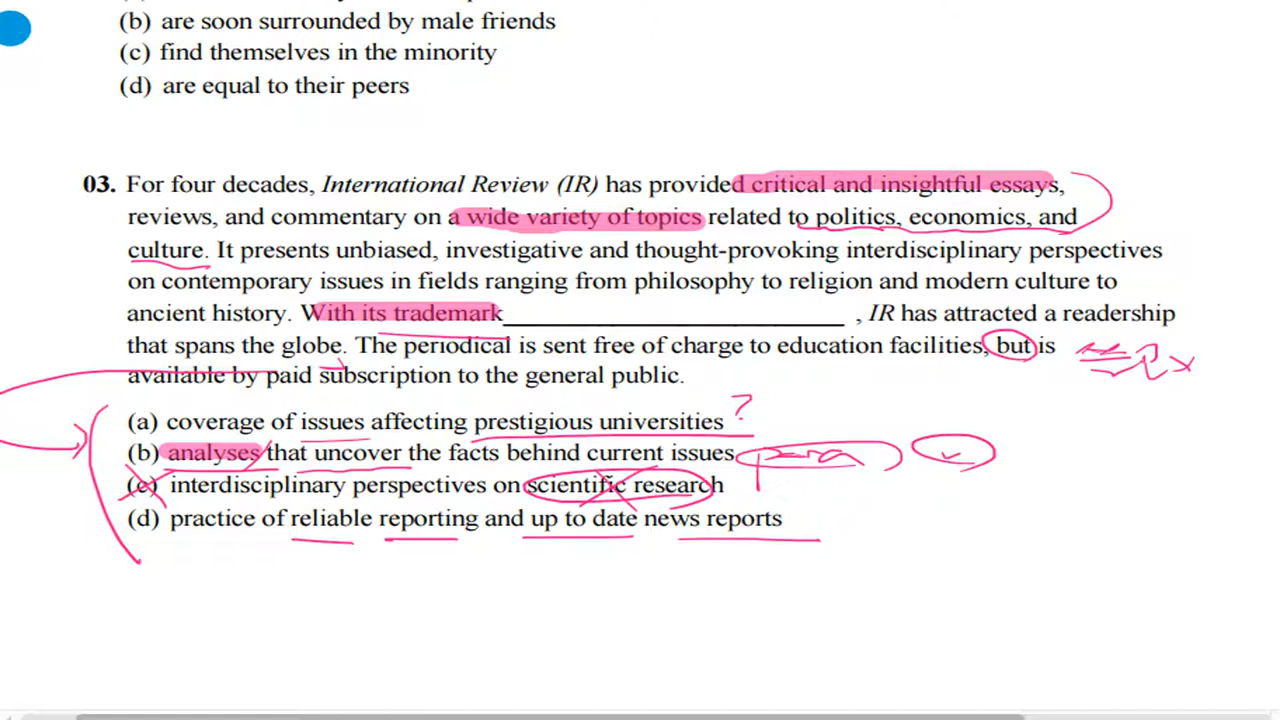 (b) are soon surrounded by male friends
(c) find themselves in the minority
(d) are equal to their peers
03. For four decades, International Review (IR) has provided critical and insightful essays,
reviews, and commentary on a wide variety of topics related to politics, economics, and
culture. It presents unbiased, investigative and thought-provoking interdisciplinary perspectives
on contemporary issues in fields ranging from philosophy to religion and modern culture to
ancient history. With its trademark____________________________ , IR has attracted a readership
that spans the globe. The periodical is sent free of charge to education facilities, but is
available by paid subscription to the general public.
(a) coverage of issues affecting prestigious universities ?
(b) analyses that uncover the facts behind current issues
(c) interdisciplinary perspectives on scientific research
(d) practice of reliable reporting and up to date news reports